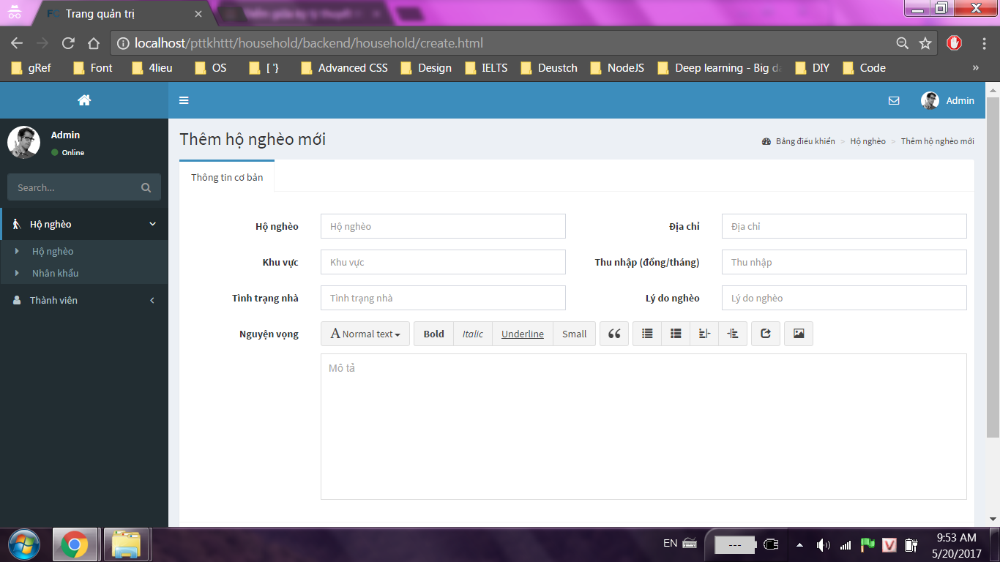 Trang quản trị
localhost/pttkhttt/household/backend/household/create.html
gRef Font 4lieu OS [ '} Advanced CSS Design IELTS Deustch NodeJS Deep learning - Big da DIY Code »
Admin
Admin
Online
Thêm hộ nghèo mới
Bảng điều khiển > Hộ nghèo > Thêm hộ nghèo mới
Search...
Thông tin cơ bản
Hộ nghèo
Hộ nghèo
Nhân khẩu
Thành viên
Hộ nghèo Hộ nghèo Địa chỉ Địa chỉ
Khu vực Khu vực Thu nhập (đồng/tháng) Thu nhập
Tình trạng nhà Tình trạng nhà Lý do nghèo Lý do nghèo
Nguyện vọng A Normal text Bold Italic Underline Small
Mô tả
EN --- 9:53 AM
5/20/2017